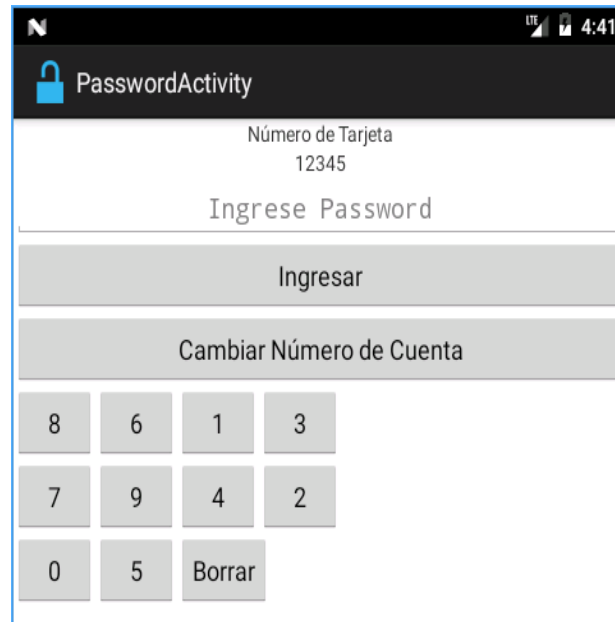 N LTE 4:41
PasswordActivity
Número de Tarjeta
12345
Ingrese Password
Ingresar
Cambiar Número de Cuenta
8 6 1 3
7 9 4 2
0 5 Borrar